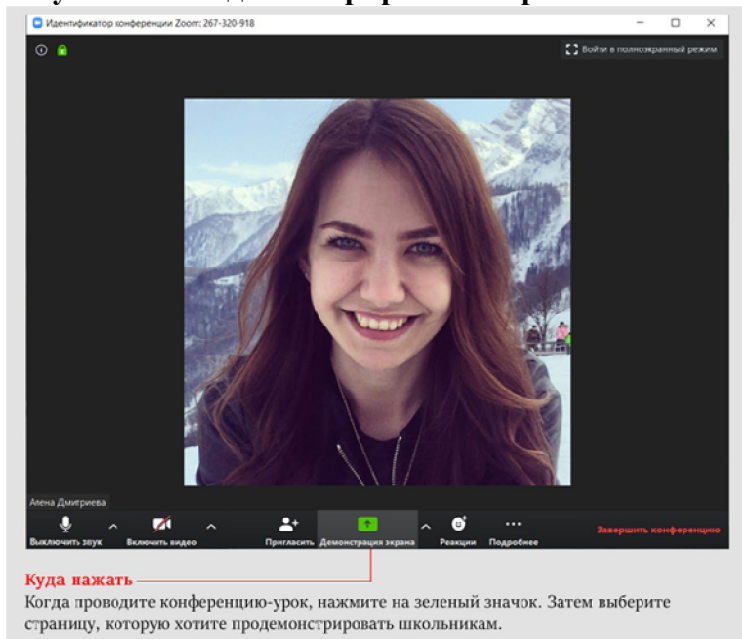 Идентификатор конференции Zoom: 267-320-918
Войти в полноэкранный режим
Алена Дмитриева
Выключить звук
Включить видео
Пригласить
Демонстрация экрана
Реакции
Подробнее
Завершить конференцию
Куда нажать
Когда проводите конференцию-урок, нажмите на зеленый значок. Затем выберите
страницу, которую хотите продемонстрировать школьникам.